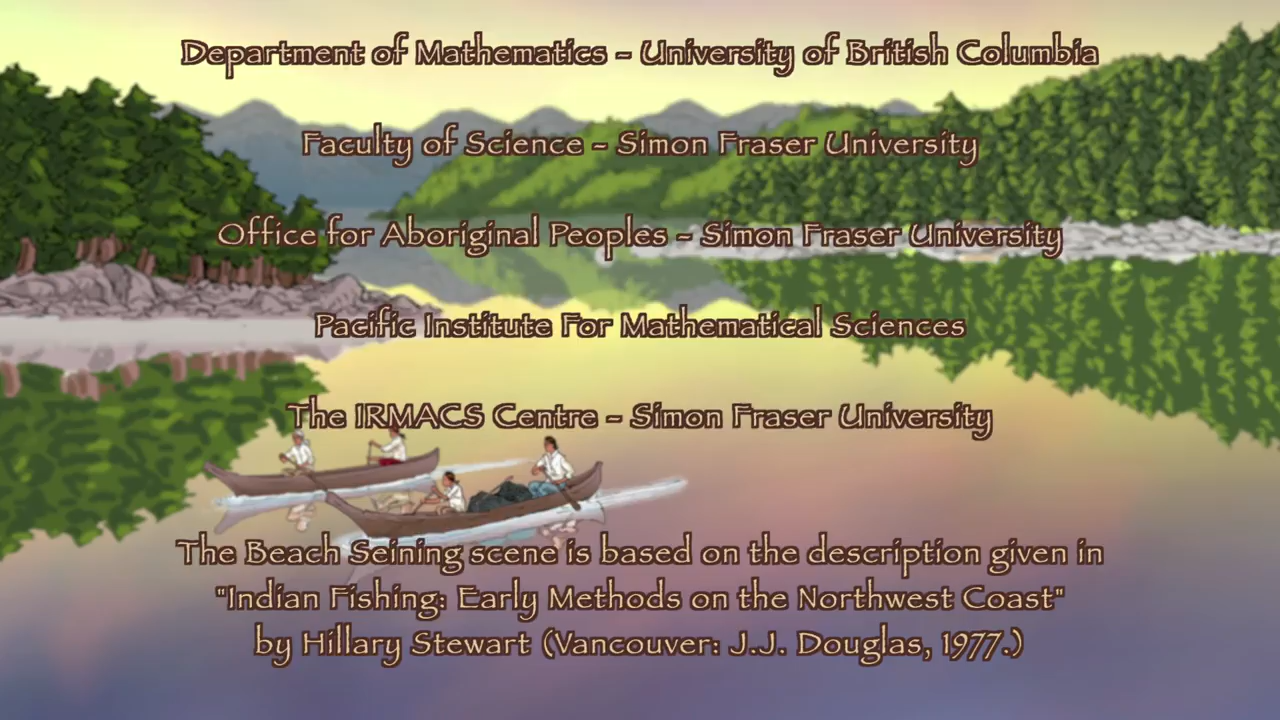 Department of Mathematics - University of British Columbia
Faculty of Science - Simon Fraser University
Office for Aboriginal Peoples - Simon Fraser University
Pacific Institute For Mathematical Sciences
The IRMACS Centre - Simon Fraser University
The Beach Seining scene is based on the description given in
"Indian Fishing: Early Methods on the Northwest Coast"
by Hillary Stewart (Vancouver: J.J. Douglas, 1977.)